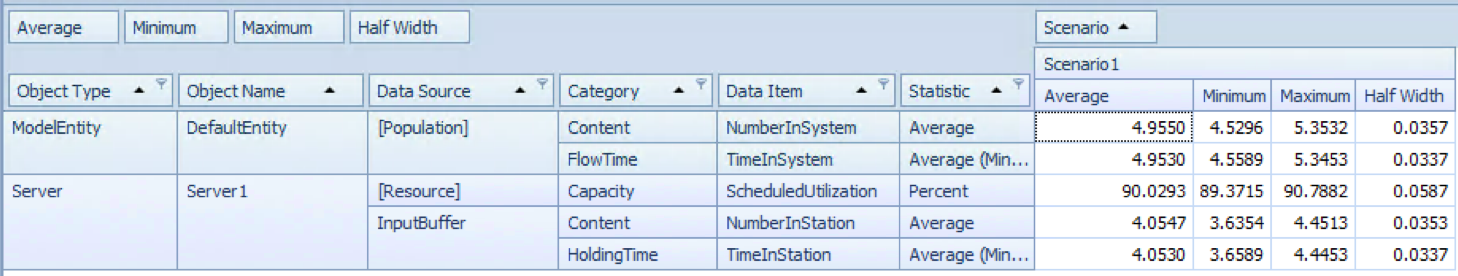 Average Minimum Maximum Half Width Scenario
Scenario1
Object Type Object Name Data Source Category Data Item Statistic Average Minimum Maximum Half Width
ModelEntity DefaultEntity [Population] Content NumberInSystem Average 4.9550 4.5296 5.3532 0.0357
FlowTime TimeInSystem Average (Min... 4.9530 4.5589 5.3453 0.0337
Server Server1 [Resource] Capacity ScheduledUtilization Percent 90.0293 89.3715 90.7882 0.0587
InputBuffer Content NumberInStation Average 4.0547 3.6354 4.4513 0.0353
HoldingTime TimeInStation Average (Min... 4.0530 3.6589 4.4453 0.0337